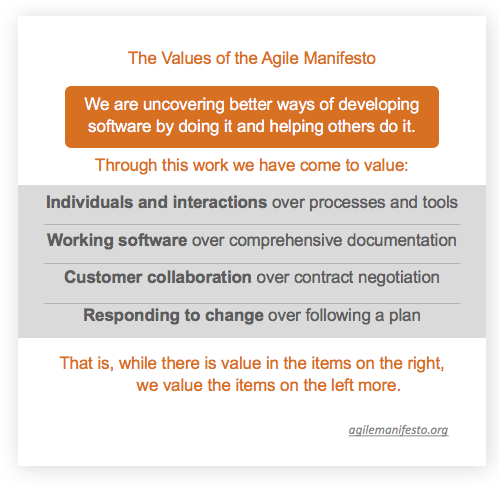 The Values of the Agile Manifesto
We are uncovering better ways of developing
software by doing it and helping others do it.
Through this work we have come to value:
Individuals and interactions over processes and tools
Working software over comprehensive documentation
Customer collaboration over contract negotiation
Responding to change over following a plan
That is, while there is value in the items on the right,
we value the items on the left more.
agilemanifesto.org